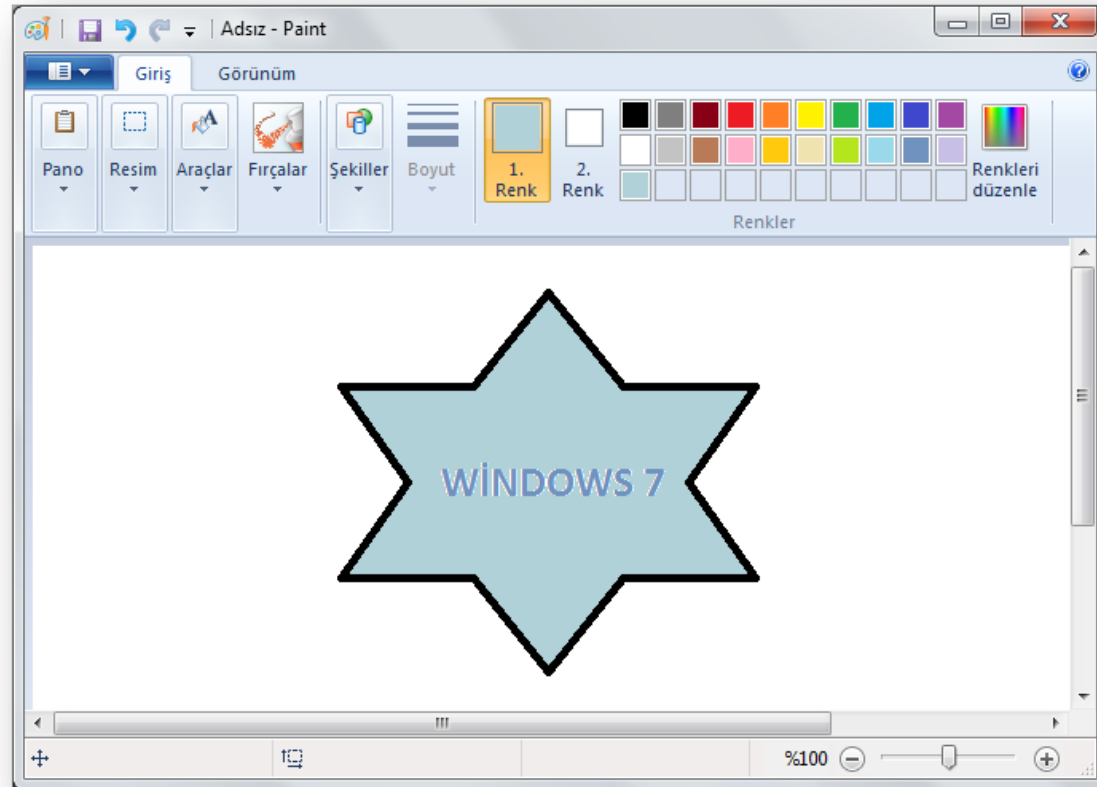 Adsız - Paint
Giriş Görünüm
Pano Resim Araçlar Fırçalar Şekiller Boyut
1. Renk
2. Renk
Renkleri düzenle
Renkler
WİNDOWS 7
%100